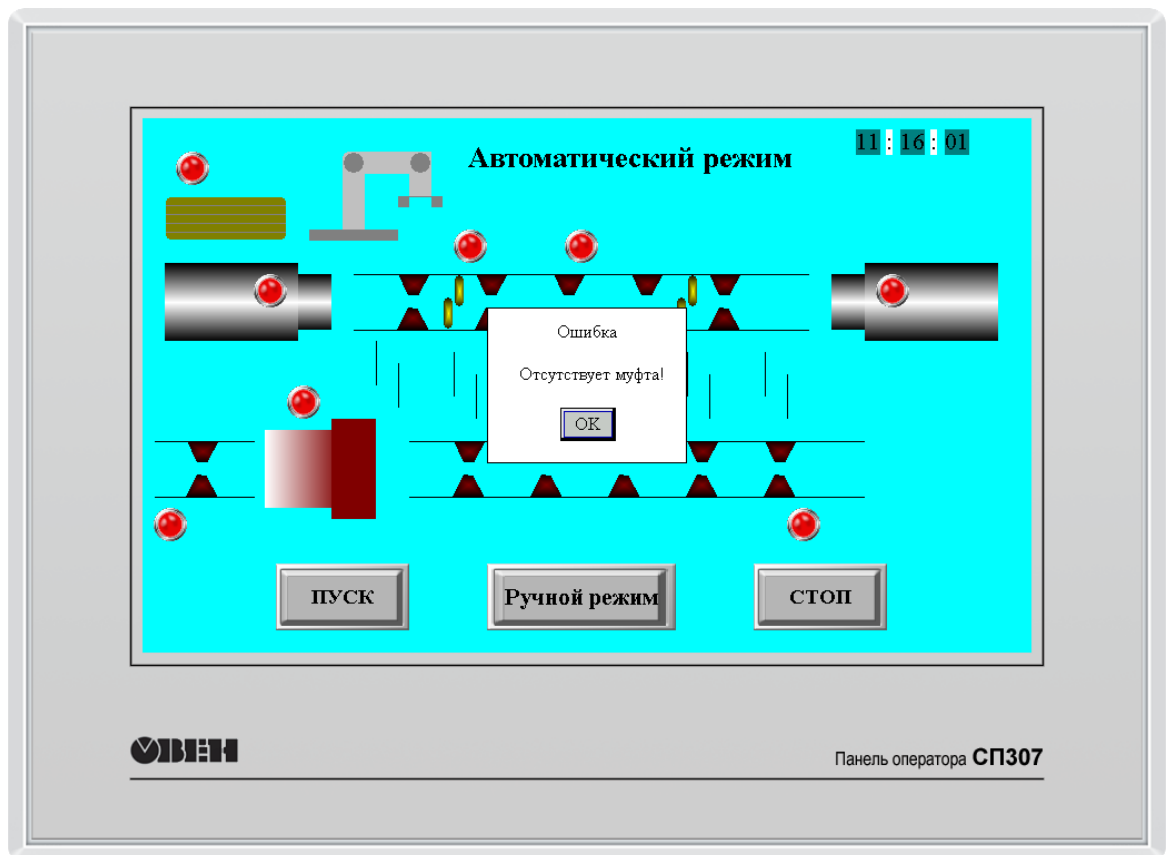 Автоматический режим
11 : 16 : 01
Ошибка
Отсутствует муфта!
OK
ПУСК
Ручной режим
СТОП
ОВЕН
Панель оператора СП307